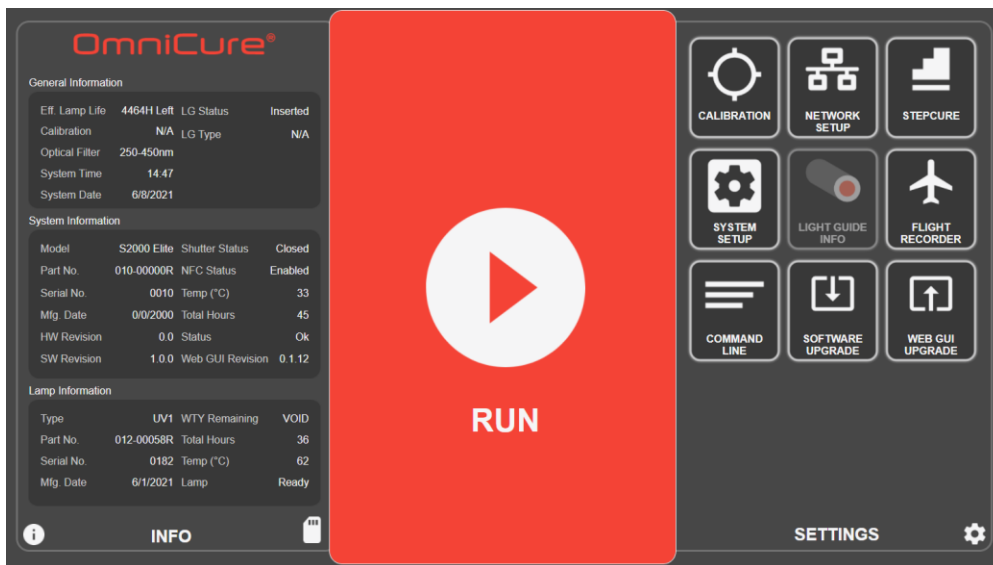 OmniCure®
General Information
Eff. Lamp Life 4464H Left LG Status Inserted
Calibration N/A LG Type N/A
Optical Filter 250-450nm
System Time 14:47
System Date 6/8/2021
System Information
Model S2000 Elite Shutter Status Closed
Part No. 010-00000R NFC Status Enabled
Serial No. 0010 Temp (°C) 33
Mfg. Date 0/0/2000 Total Hours 45
HW Revision 0.0 Status Ok
SW Revision 1.0.0 Web GUI Revision 0.1.12
Lamp Information
Type UV1 WTY Remaining VOID
Part No. 012-00058R Total Hours 36
Serial No. 0182 Temp (°C) 62
Mfg. Date 6/1/2021 Lamp Ready
INFO
RUN
CALIBRATION
NETWORK
SETUP
STEPCURE
SYSTEM
SETUP
LIGHT GUIDE
INFO
FLIGHT
RECORDER
COMMAND
LINE
SOFTWARE
UPGRADE
WEB GUI
UPGRADE
SETTINGS